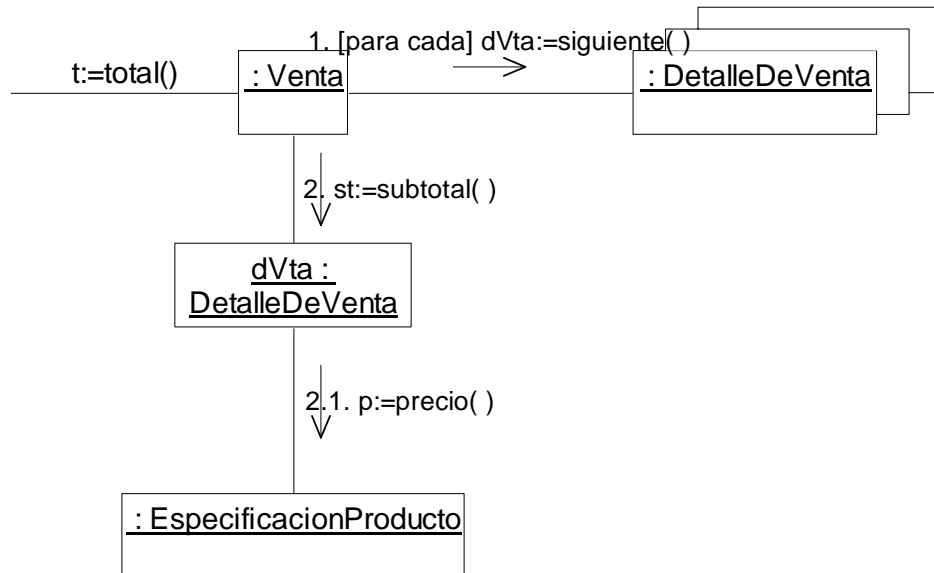 1. [para cada] dVta:=siguiente( )
t:=total()
: Venta
: DetalleDeVenta
2. st:=subtotal( )
dVta :
DetalleDeVenta
2.1. p:=precio( )
: EspecificacionProducto